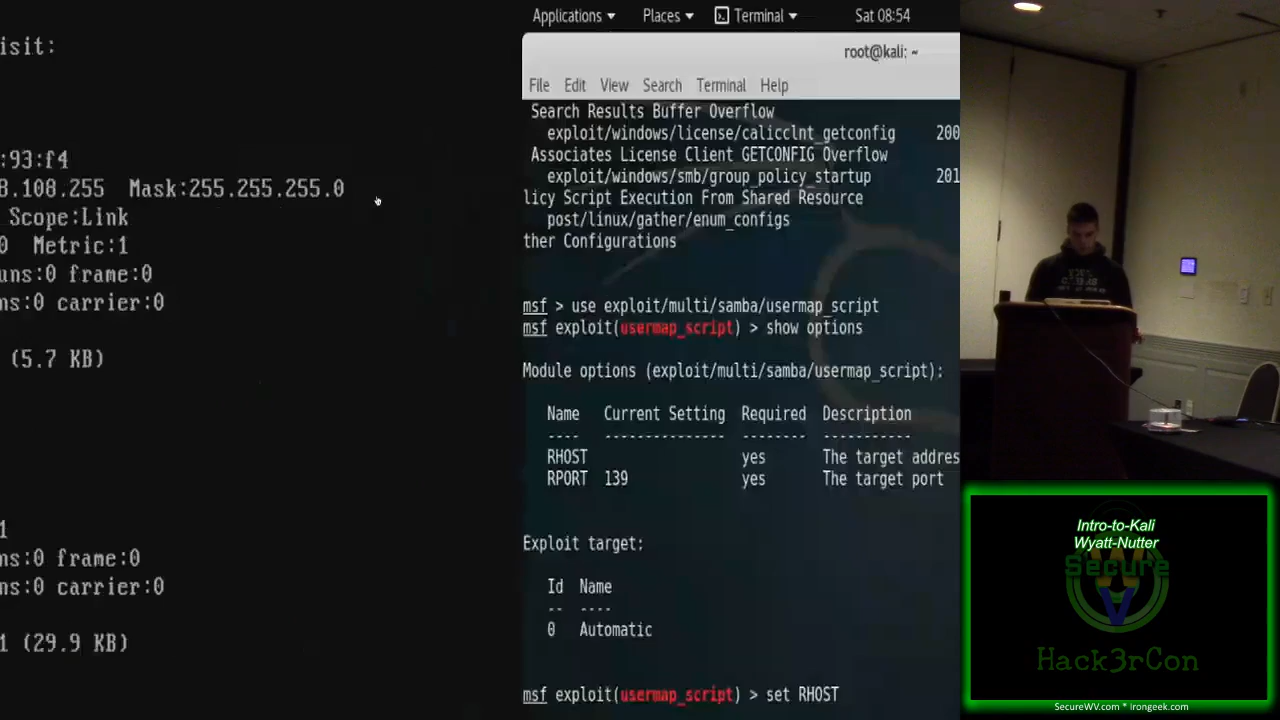 isit:
:93:f4
8.108.255  Mask:255.255.255.0
Scope:Link
0  Metric:1
uns:0 frame:0
ms:0 carrier:0
(5.7 KB)
1
ns:0 frame:0
ms:0 carrier:0
1 (29.9 KB)
Applications Places Terminal Sat 08:54
root@kali: ~
File Edit View Search Terminal Help
Search Results Buffer Overflow
exploit/windows/license/calicclnt_getconfig 200
Associates License Client GETCONFIG Overflow
exploit/windows/smb/group_policy_startup 201
licy Script Execution From Shared Resource
post/linux/gather/enum_configs
ther Configurations
msf > use exploit/multi/samba/usermap_script
msf exploit(usermap_script) > show options
Module options (exploit/multi/samba/usermap_script):
Name Current Setting Required Description
---- --------------- -------- -----------
RHOST yes The target addres
RPORT 139 yes The target port
Exploit target:
Id Name
-- ----
0 Automatic
msf exploit(usermap_script) > set RHOST
Intro-to-Kali
Wyatt-Nutter
Secure
W
V
Hack3rCon
SecureWV.com * irongeek.com